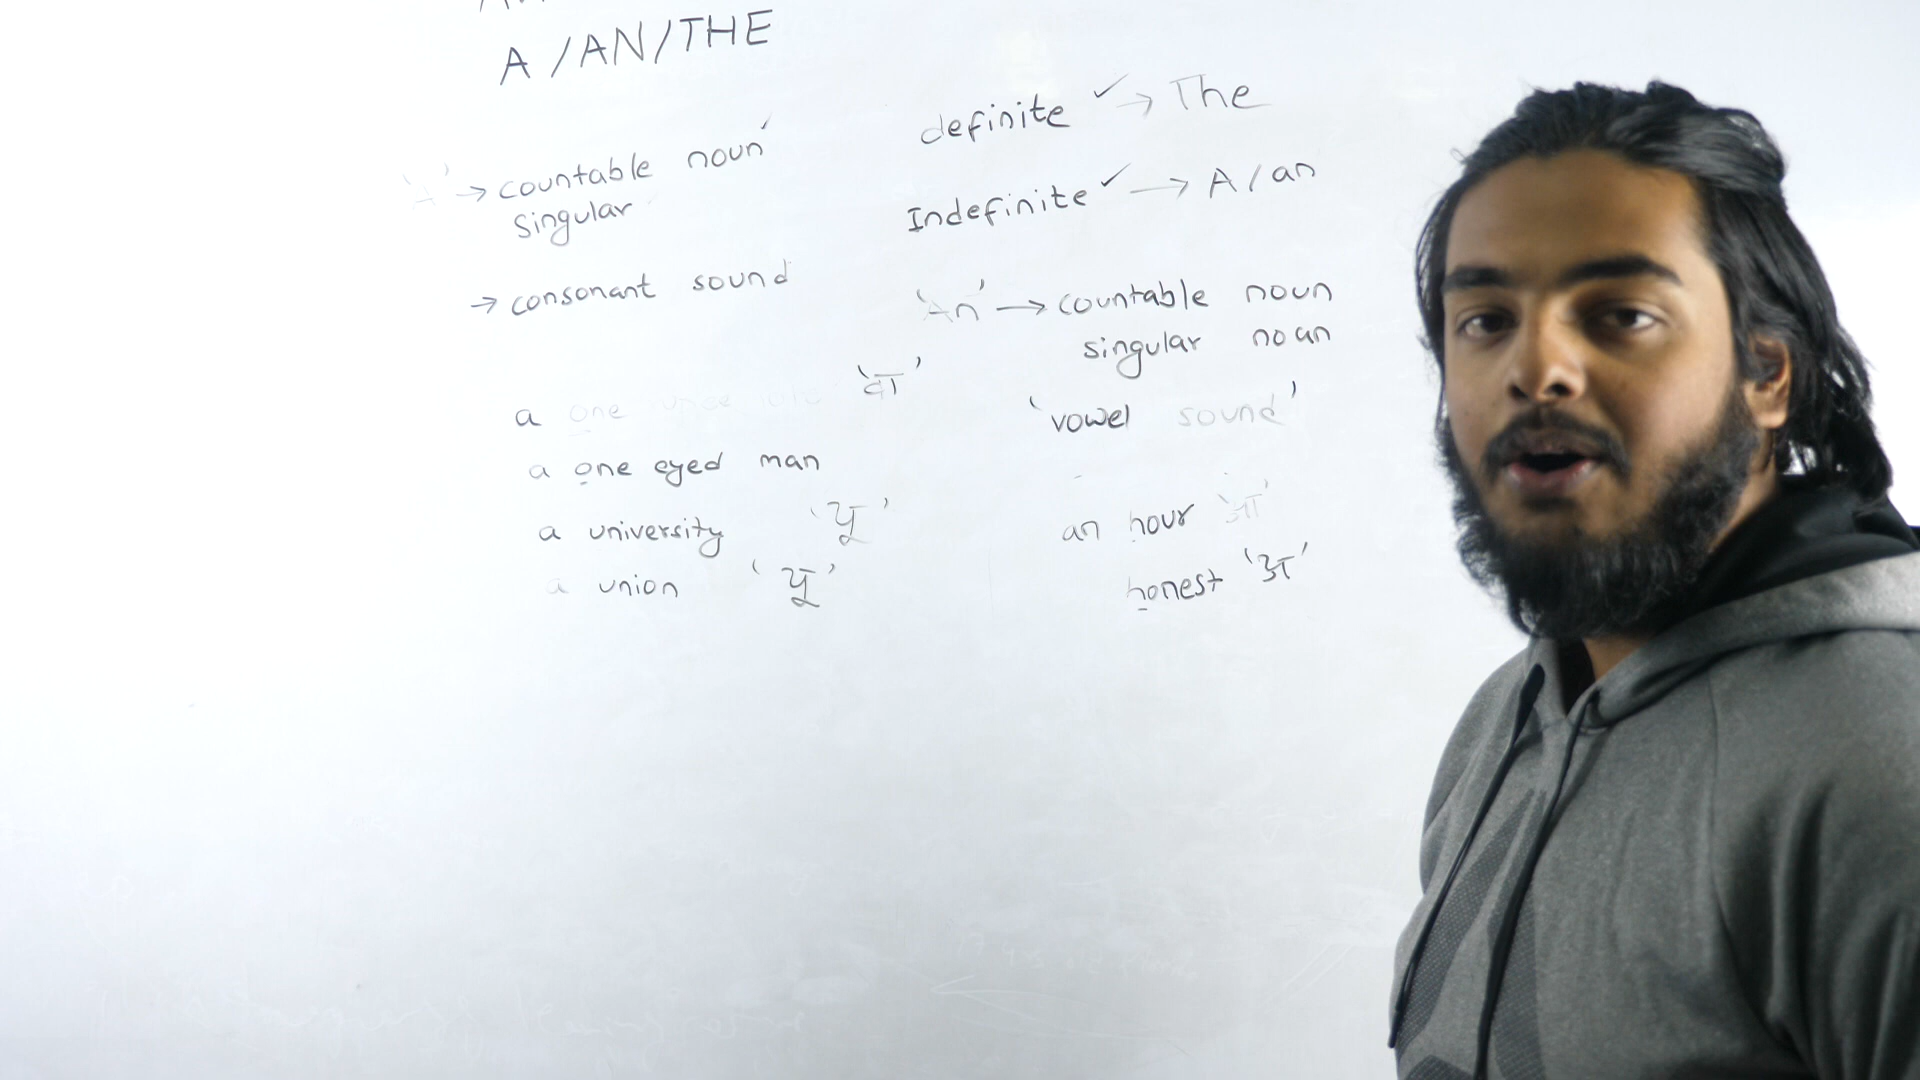 A/AN/THE
'A' → countable noun ✓
singular
→ consonant sound
a one 'वा'
a one eyed man
a university 'यू'
a union 'यू'
definite ✓ → The
Indefinite ✓ → A/an
'An' → countable noun
singular noun
'vowel sound'
an hour 'आ'
honest 'अ'